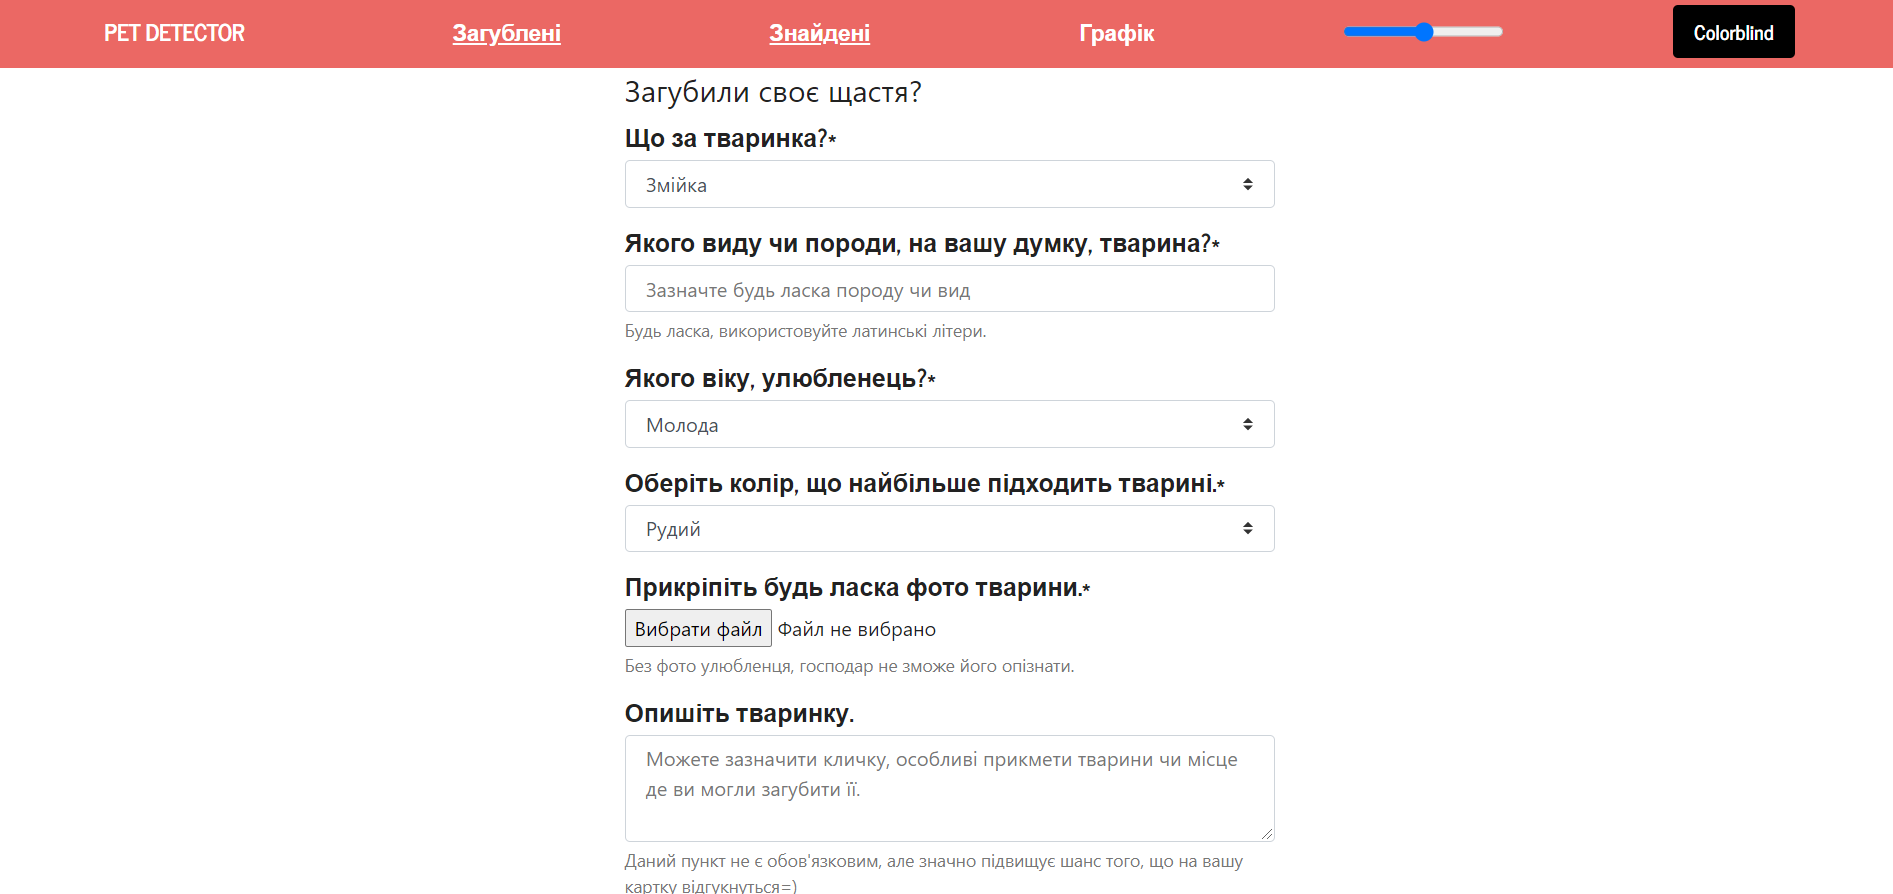 PET DETECTOR
Загублені
Знайдені
Графік
Colorblind
Загубили своє щастя?
Що за тваринка?*
Змійка
Якого виду чи породи, на вашу думку, тварина?*
Зазначте будь ласка породу чи вид
Будь ласка, використовуйте латинські літери.
Якого віку, улюбленець?*
Молода
Оберіть колір, що найбільше підходить тварині.*
Рудий
Прикріпіть будь ласка фото тварини.*
Вибрати файл Файл не вибрано
Без фото улюбленця, господар не зможе його опізнати.
Опишіть тваринку.
Можете зазначити кличку, особливі прикмети тварини чи місце
де ви могли загубити її.
Даний пункт не є обов'язковим, але значно підвищує шанс того, що на вашу
картку відгукнуться=)